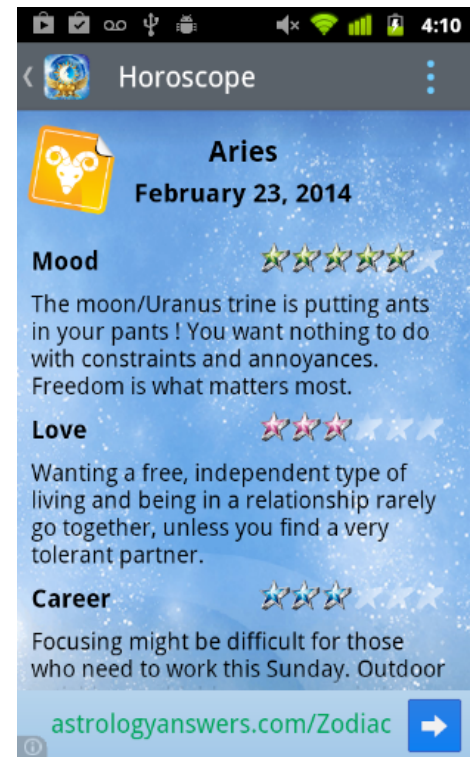 4:10
Horoscope
Aries
February 23, 2014
Mood
The moon/Uranus trine is putting ants
in your pants ! You want nothing to do
with constraints and annoyances.
Freedom is what matters most.
Love
Wanting a free, independent type of
living and being in a relationship rarely
go together, unless you find a very
tolerant partner.
Career
Focusing might be difficult for those
who need to work this Sunday. Outdoor
astrologyanswers.com/Zodiac